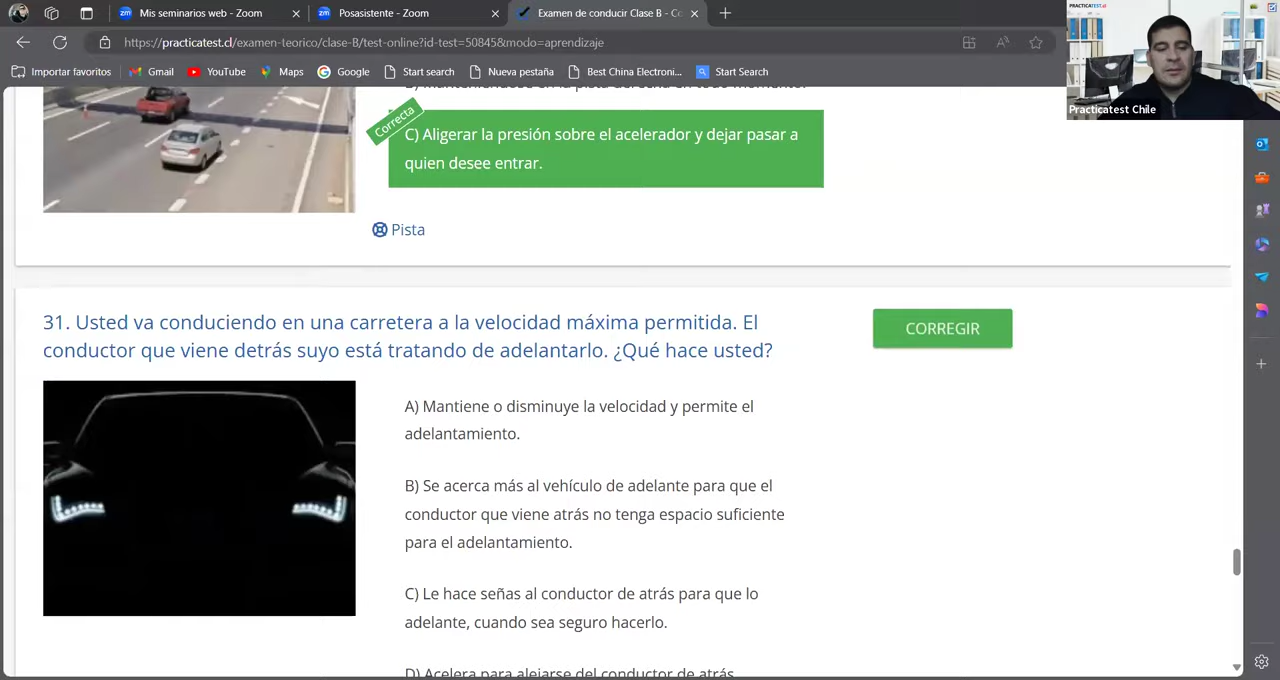 Mis seminarios web - Zoom
Posasistente - Zoom
Examen de conducir Clase B - Co
https://practicatest.cl/examen-teorico/clase-B/test-online?id-test=50845&modo=aprendizaje
Importar favoritos
Gmail
YouTube
Maps
Google
Start search
Nueva pestaña
Best China Electroni...
Start Search
PRACTICATEST.cl
Practicatest Chile
Correcta
C) Aligerar la presión sobre el acelerador y dejar pasar a
quien desee entrar.
Pista
31. Usted va conduciendo en una carretera a la velocidad máxima permitida. El
conductor que viene detrás suyo está tratando de adelantarlo. ¿Qué hace usted?
CORREGIR
A) Mantiene o disminuye la velocidad y permite el
adelantamiento.
B) Se acerca más al vehículo de adelante para que el
conductor que viene atrás no tenga espacio suficiente
para el adelantamiento.
C) Le hace señas al conductor de atrás para que lo
adelante, cuando sea seguro hacerlo.
D) Acelera para alejarse del conductor de atrás.